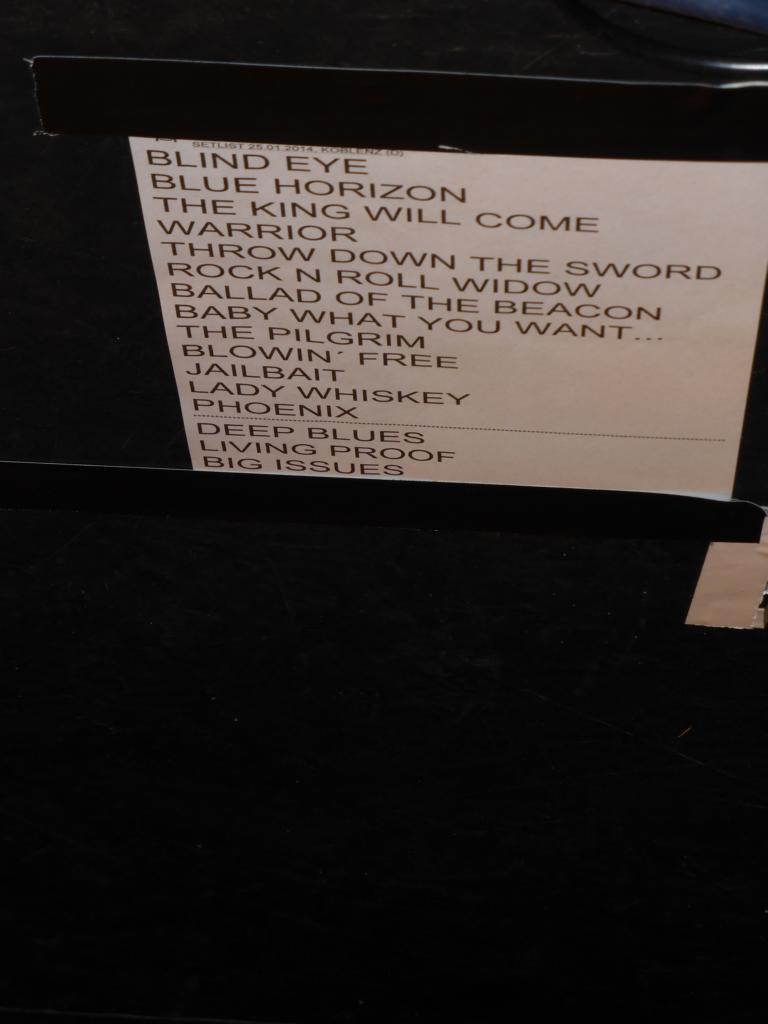 SETLIST 25.01.2014, KOBLENZ (D)
BLIND EYE
BLUE HORIZON
THE KING WILL COME
WARRIOR
THROW DOWN THE SWORD
ROCK N ROLL WIDOW
BALLAD OF THE BEACON
BABY WHAT YOU WANT...
THE PILGRIM
BLOWIN´ FREE
JAILBAIT
LADY WHISKEY
PHOENIX
DEEP BLUES
LIVING PROOF
BIG ISSUES